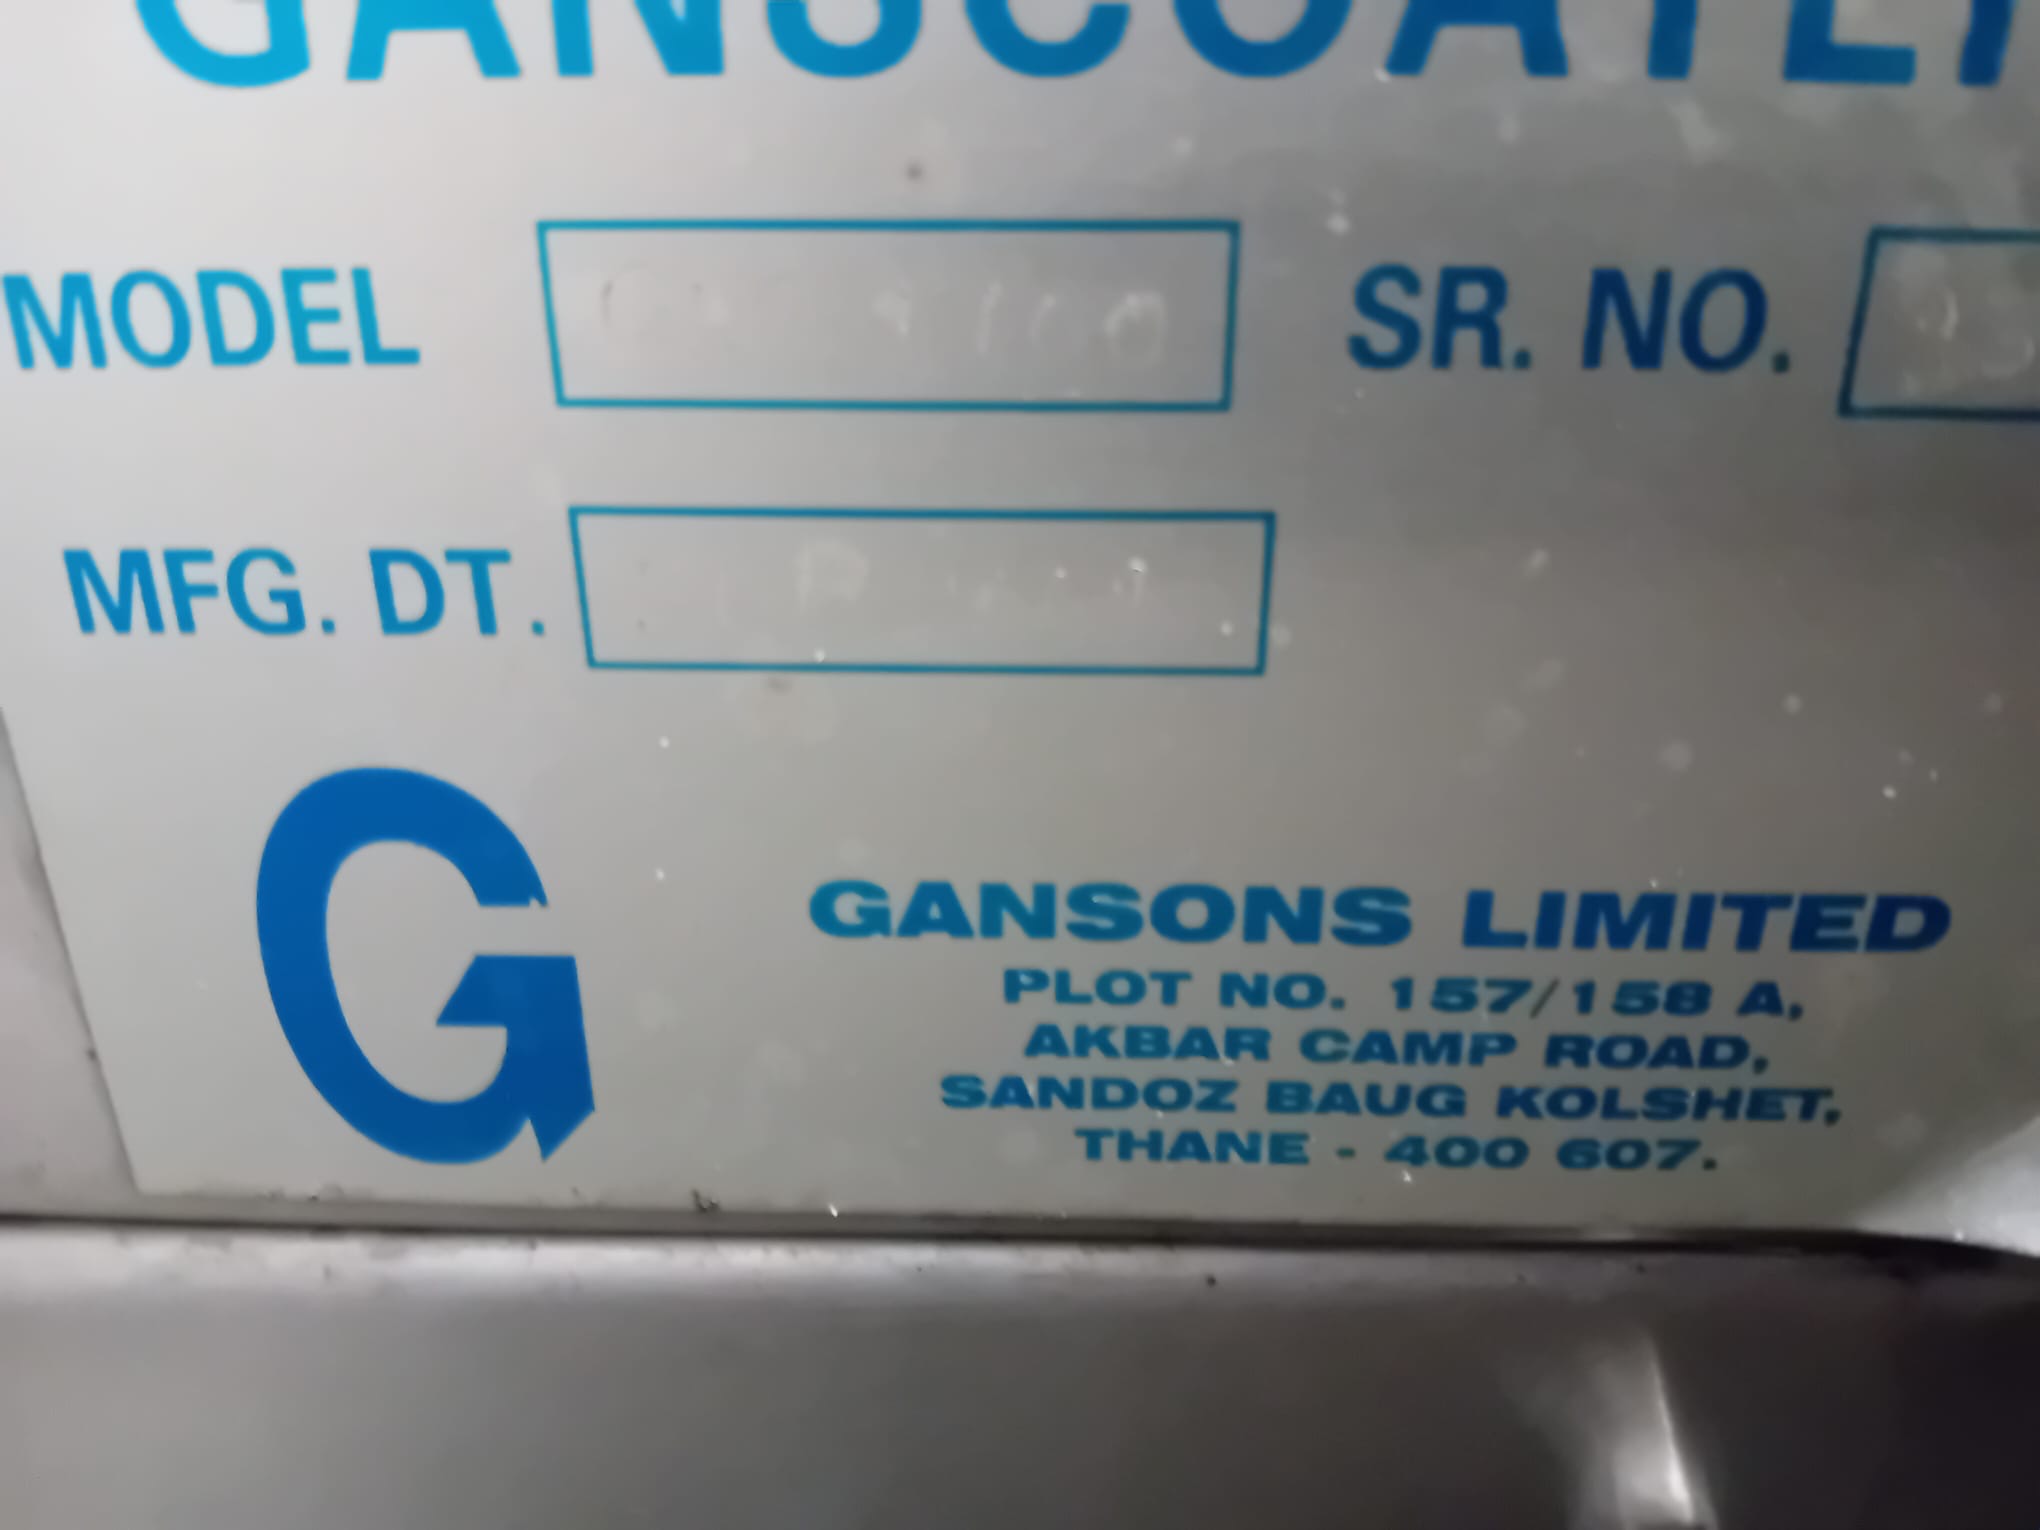 MODEL SR. NO.
MFG. DT.
G
GANSONS LIMITED
PLOT NO. 157/158 A,
AKBAR CAMP ROAD,
SANDOZ BAUG KOLSHET,
THANE - 400 607.